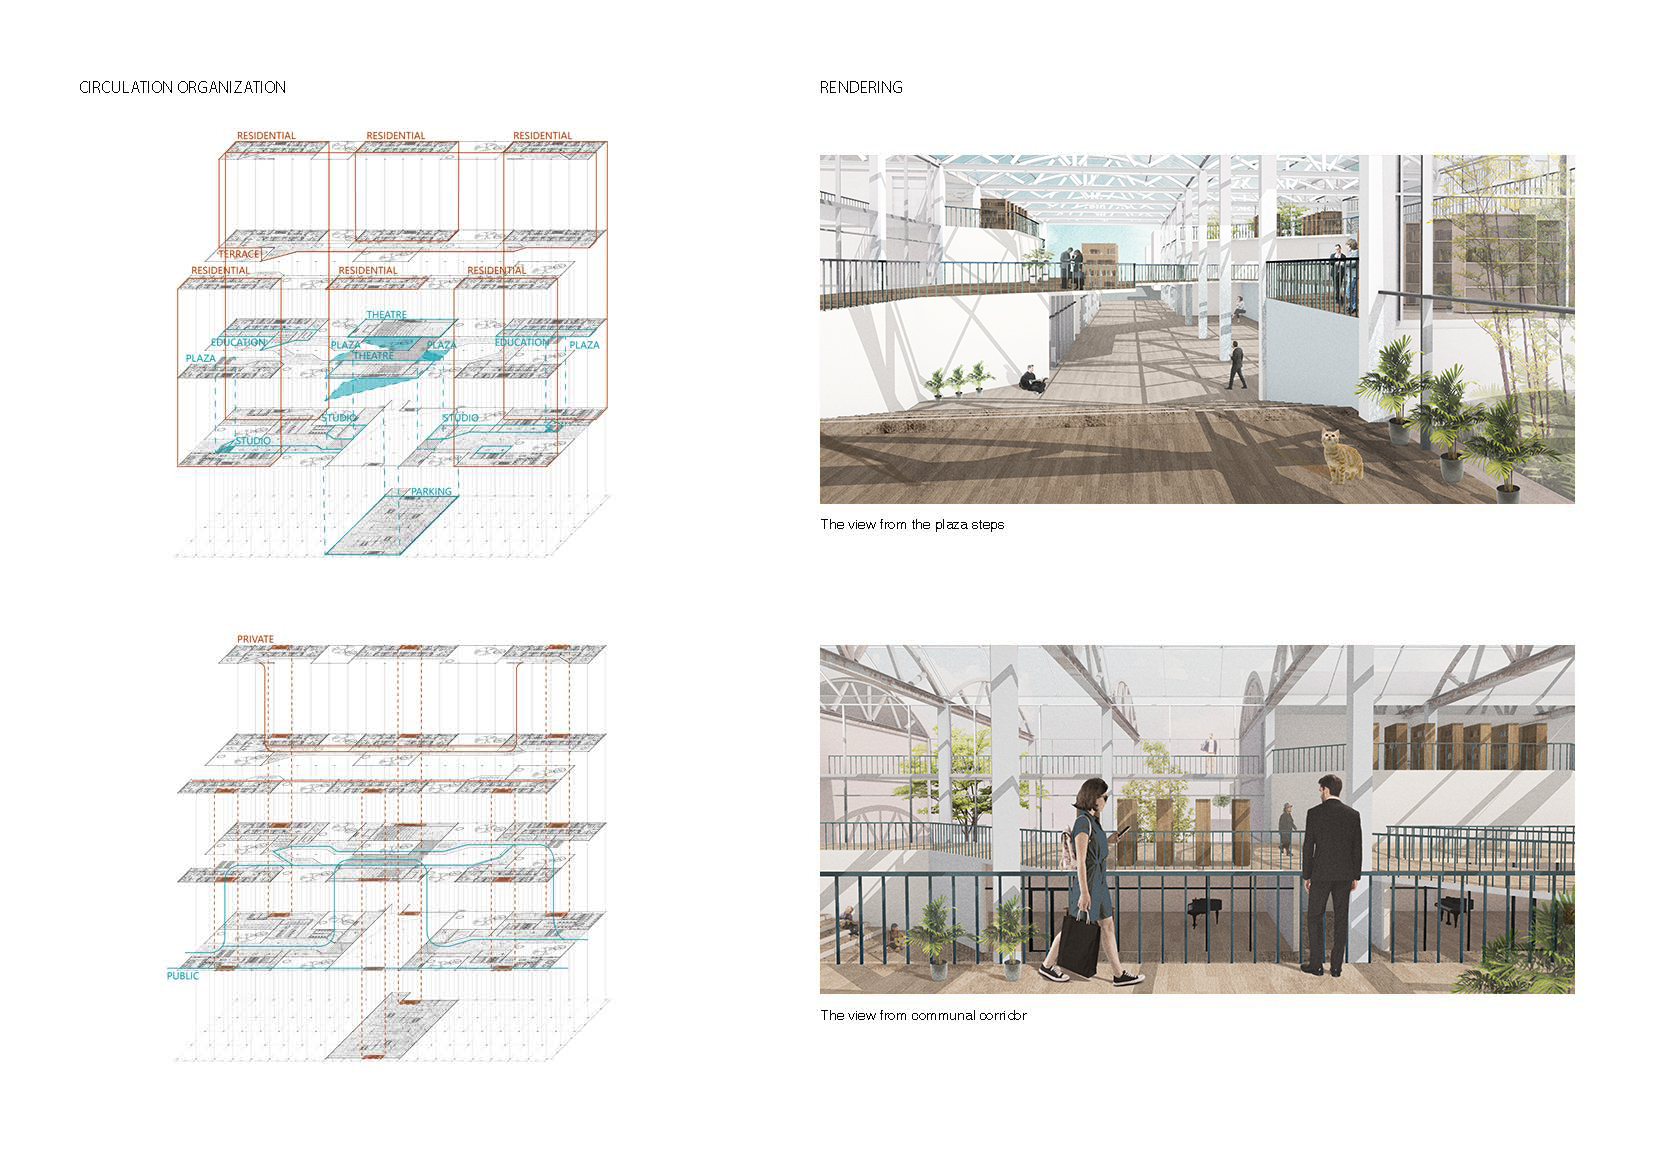 CIRCULATION ORGANIZATION
RESIDENTIAL RESIDENTIAL RESIDENTIAL
TERRACE
RESIDENTIAL RESIDENTIAL RESIDENTIAL
THEATRE
EDUCATION PLAZA PLAZA EDUCATION PLAZA
PLAZA THEATRE
STUDIO STUDIO
STUDIO
PARKING
PRIVATE
PUBLIC
RENDERING
The view from the plaza steps
The view from communal corridor